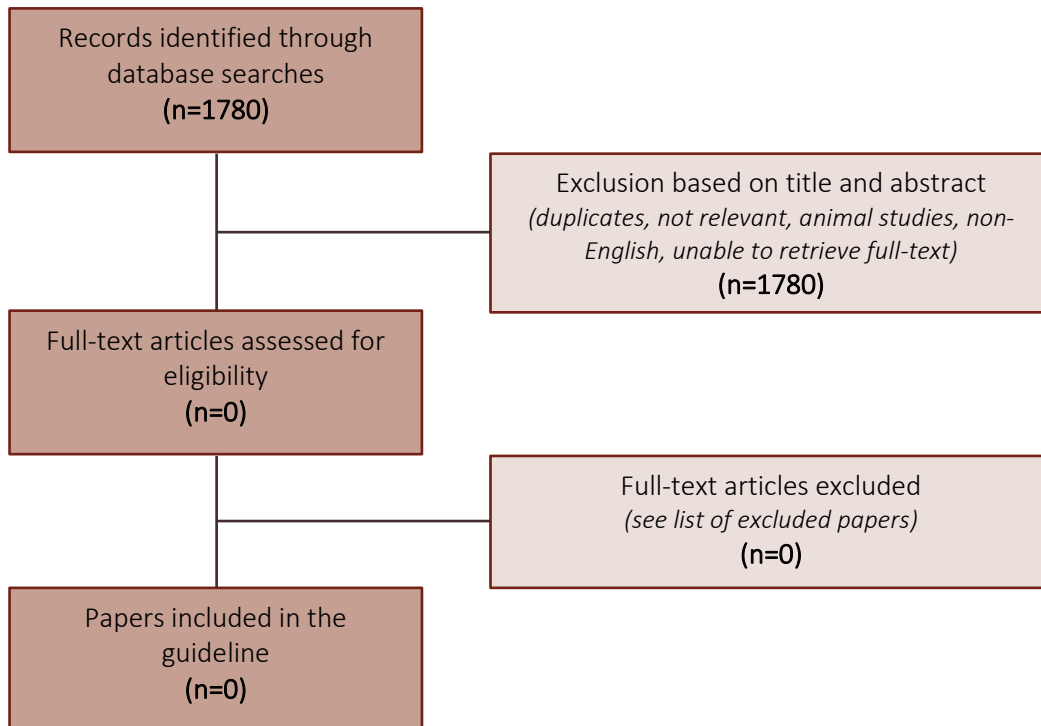 Records identified through
database searches
(n=1780)
Exclusion based on title and abstract
(duplicates, not relevant, animal studies, non-
English, unable to retrieve full-text)
(n=1780)
Full-text articles assessed for
eligibility
(n=0)
Full-text articles excluded
(see list of excluded papers)
(n=0)
Papers included in the
guideline
(n=0)